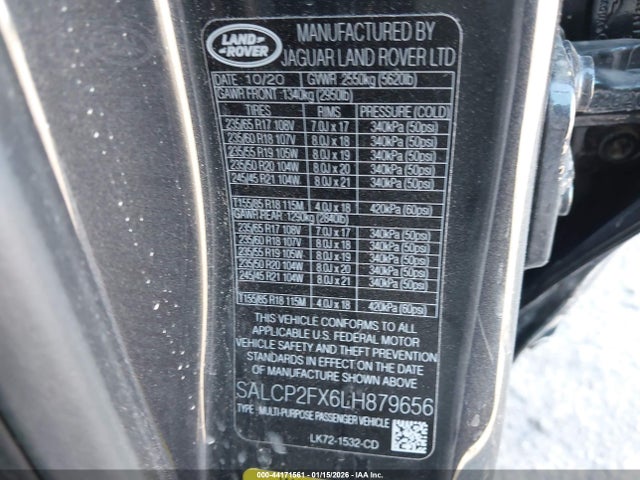 LAND ROVER
MANUFACTURED BY
JAGUAR LAND ROVER LTD
DATE 10/20 GVWR 2550kg (5620lb)
GAWR FRONT 1340kg (2950lb)
TIRES RIMS PRESSURE (COLD)
235/65 R17 108V 7.0J x 17 340kPa (50psi)
235/60 R18 107V 8.0J x 18 340kPa (50psi)
235/55 R19 105W 8.0J x 19 340kPa (50psi)
235/50 R20 104W 8.0J x 20 340kPa (50psi)
245/45 R21 104W 8.0J x 21 340kPa (50psi)
T155/85 R18 115M 4.0J x 18 420kPa (60psi)
GAWR REAR 1290kg (2840lb)
235/65 R17 108V 7.0J x 17 340kPa (50psi)
235/60 R18 107V 8.0J x 18 340kPa (50psi)
235/55 R19 105W 8.0J x 19 340kPa (50psi)
235/50 R20 104W 8.0J x 20 340kPa (50psi)
245/45 R21 104W 8.0J x 21 340kPa (50psi)
T155/85 R18 115M 4.0J x 18 420kPa (60psi)
THIS VEHICLE CONFORMS TO ALL
APPLICABLE U.S. FEDERAL MOTOR
VEHICLE SAFETY AND THEFT PREVENTION
STANDARDS IN EFFECT ON THE DATE
OF MANUFACTURE SHOWN ABOVE
SALCP2FX6LH879656
TYPE : MULTI-PURPOSE PASSENGER VEHICLE
LK72-1532-CD
000-44171561 - 01/15/2026 - IAA Inc.